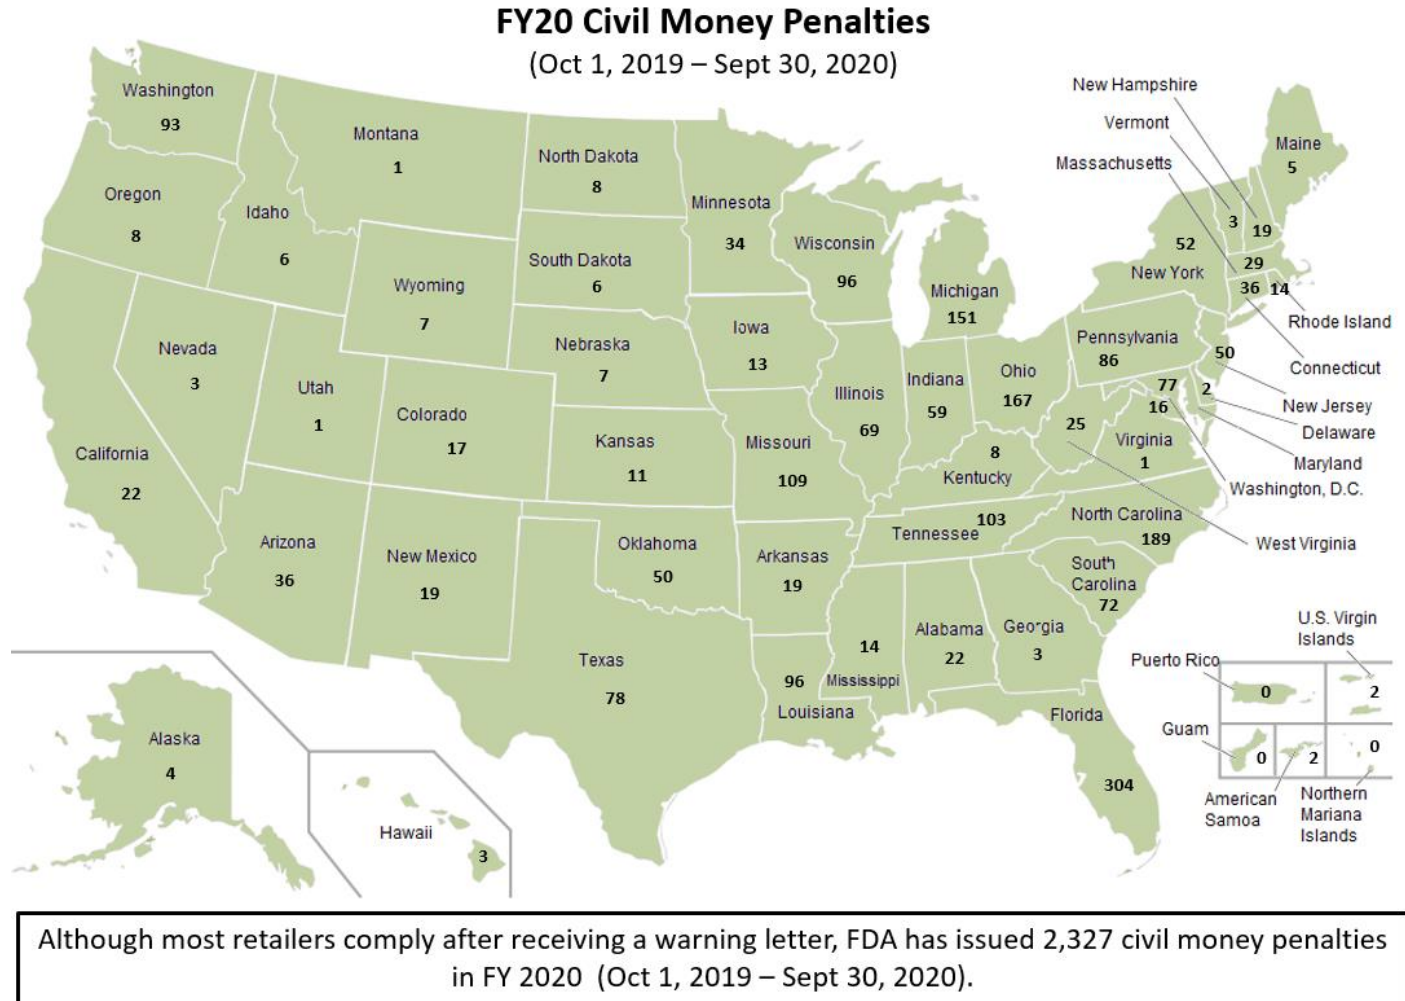 FY20 Civil Money Penalties
(Oct 1, 2019 – Sept 30, 2020)
Washington
93
Oregon
8
Idaho
6
Montana
1
North Dakota
8
South Dakota
6
Minnesota
34
Wisconsin
96
Michigan
151
Wyoming
7
Nebraska
7
Iowa
13
Nevada
3
Utah
1
Colorado
17
Kansas
11
Missouri
109
Illinois
69
Indiana
59
Ohio
167
Kentucky
8
California
22
Arizona
36
New Mexico
19
Oklahoma
50
Arkansas
19
Tennessee
103
Texas
78
Louisiana
96
14
Mississippi
Alabama
22
Georgia
3
Florida
304
South
Carolina
72
North Carolina
189
Virginia
1
25
Pennsylvania
86
52
New York
New Hampshire
Vermont
Massachusetts
Maine
5
3
19
29
36
14
Rhode Island
Connecticut
50
New Jersey
77
2
16
Delaware
Maryland
Washington, D.C.
West Virginia
U.S. Virgin
Islands
2
Puerto Rico
0
Guam
0
2
0
American
Samoa
Northern
Mariana
Islands
Alaska
4
Hawaii
3
Although most retailers comply after receiving a warning letter, FDA has issued 2,327 civil money penalties
in FY 2020 (Oct 1, 2019 – Sept 30, 2020).